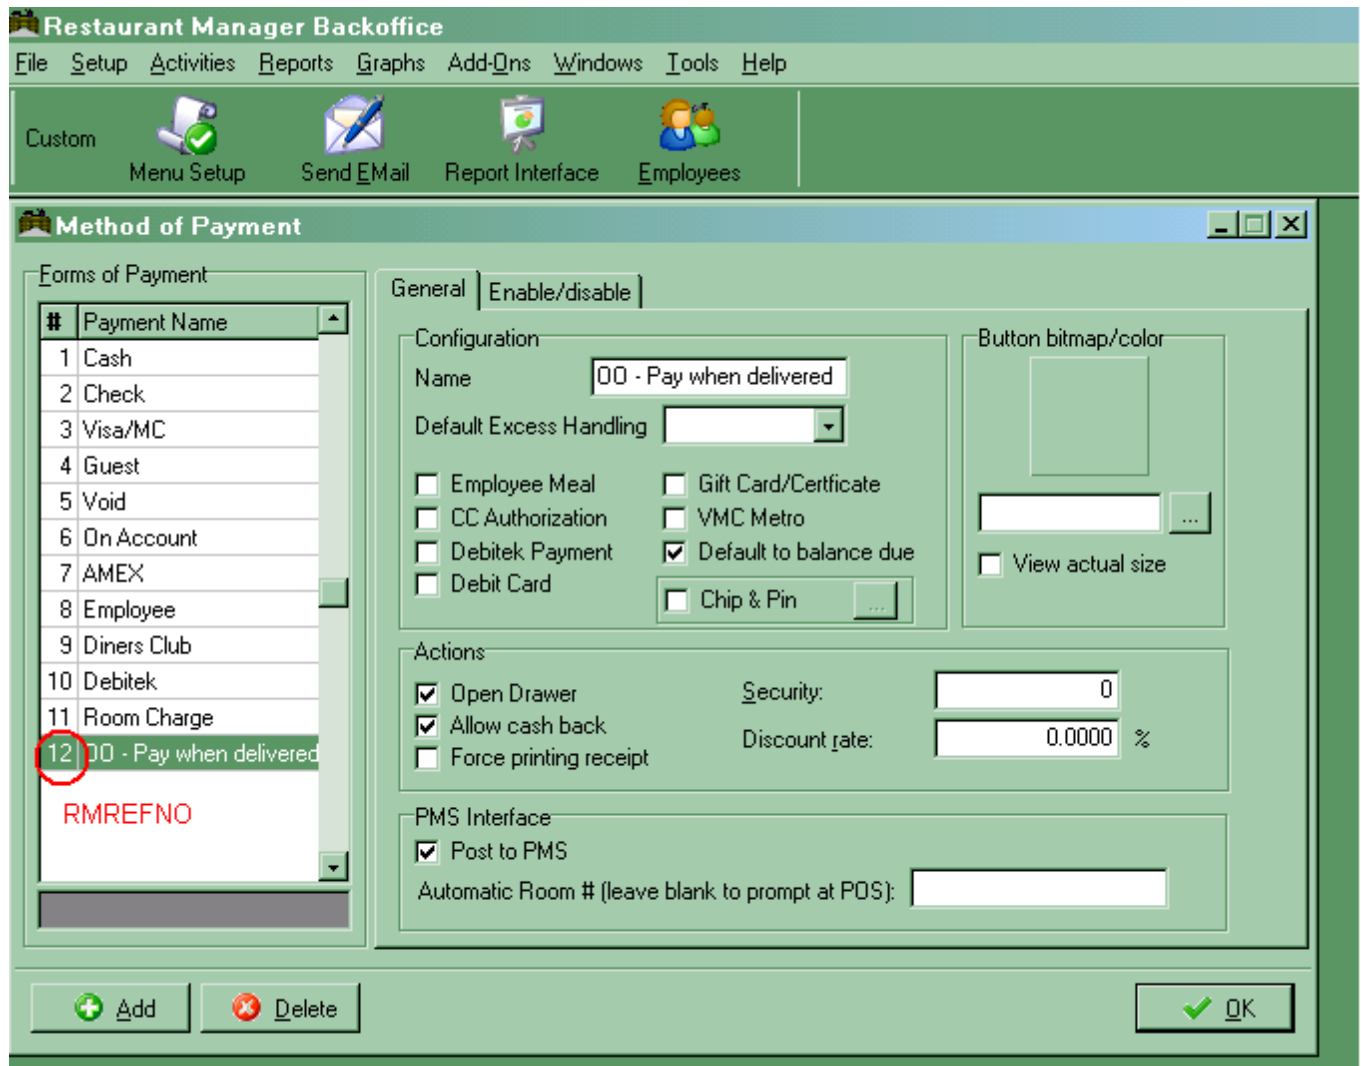 Restaurant Manager Backoffice
File Setup Activities Reports Graphs Add-Ons Windows Tools Help
Custom
Menu Setup Send EMail Report Interface Employees
Method of Payment
Forms of Payment
# Payment Name
1 Cash
2 Check
3 Visa/MC
4 Guest
5 Void
6 On Account
7 AMEX
8 Employee
9 Diners Club
10 Debitek
11 Room Charge
12 OO - Pay when delivered
RMREFNO
General Enable/disable
Configuration
Name OO - Pay when delivered
Default Excess Handling
Employee Meal Gift Card/Certficate
CC Authorization VMC Metro
Debitek Payment Default to balance due
Debit Card Chip & Pin ...
Button bitmap/color
...
View actual size
Actions
Open Drawer Security: 0
Allow cash back
Discount rate: 0.0000 %
Force printing receipt
PMS Interface
Post to PMS
Automatic Room # (leave blank to prompt at POS):
Add Delete OK